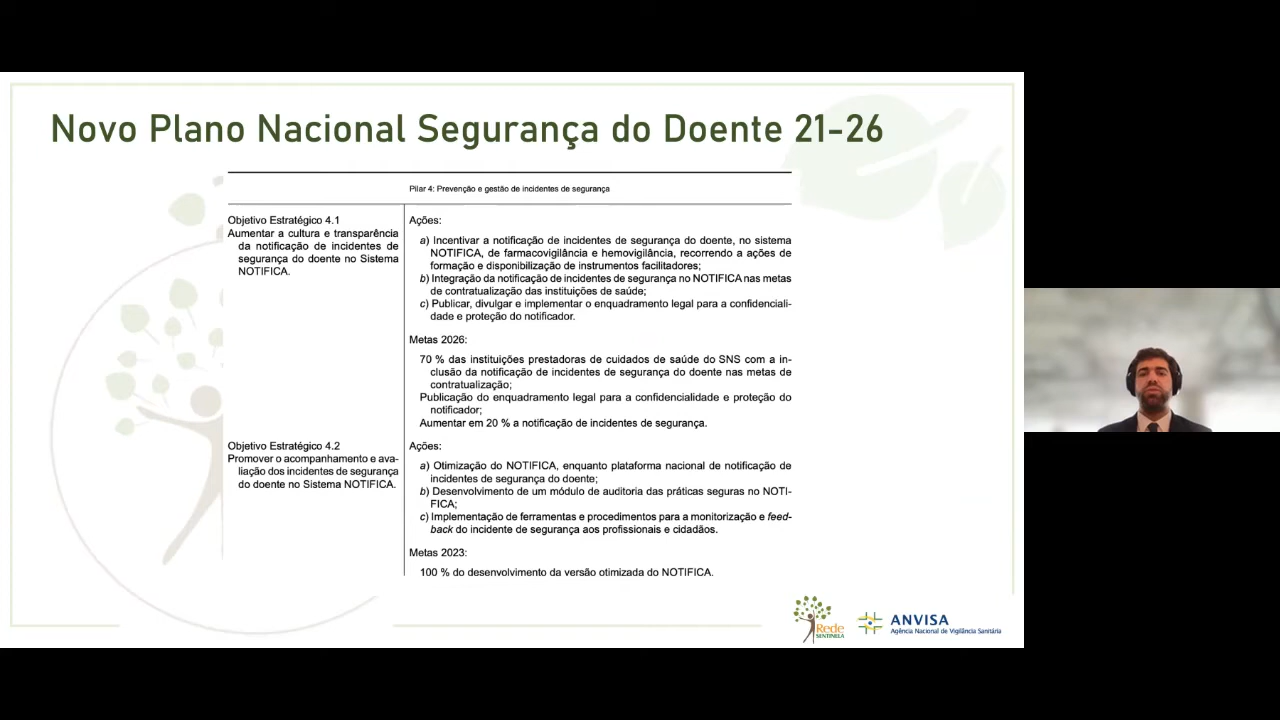 Novo Plano Nacional Segurança do Doente 21-26
Pilar 4: Prevenção e gestão de incidentes de segurança
Objetivo Estratégico 4.1
Aumentar a cultura e transparência
da notificação de incidentes de
segurança do doente no Sistema
NOTIFICA.
Ações:
a) Incentivar a notificação de incidentes de segurança do doente, no sistema
NOTIFICA, de farmacovigilância e hemovigilância, recorrendo a ações de
formação e disponibilização de instrumentos facilitadores;
b) Integração da notificação de incidentes de segurança no NOTIFICA nas metas
de contratualização das instituições de saúde;
c) Publicar, divulgar e implementar o enquadramento legal para a confidenciali-
dade e proteção do notificador.
Metas 2026:
70 % das instituições prestadoras de cuidados de saúde do SNS com a in-
clusão da notificação de incidentes de segurança do doente nas metas de
contratualização;
Publicação do enquadramento legal para a confidencialidade e proteção do
notificador;
Aumentar em 20 % a notificação de incidentes de segurança.
Objetivo Estratégico 4.2
Promover o acompanhamento e ava-
liação dos incidentes de segurança
do doente no Sistema NOTIFICA.
Ações:
a) Otimização do NOTIFICA, enquanto plataforma nacional de notificação de
incidentes de segurança do doente;
b) Desenvolvimento de um módulo de auditoria das práticas seguras no NOTI-
FICA;
c) Implementação de ferramentas e procedimentos para a monitorização e feed-
back do incidente de segurança aos profissionais e cidadãos.
Metas 2023:
100 % do desenvolvimento da versão otimizada do NOTIFICA.
Rede
SENTINELA
ANVISA
Agência Nacional de Vigilância Sanitária